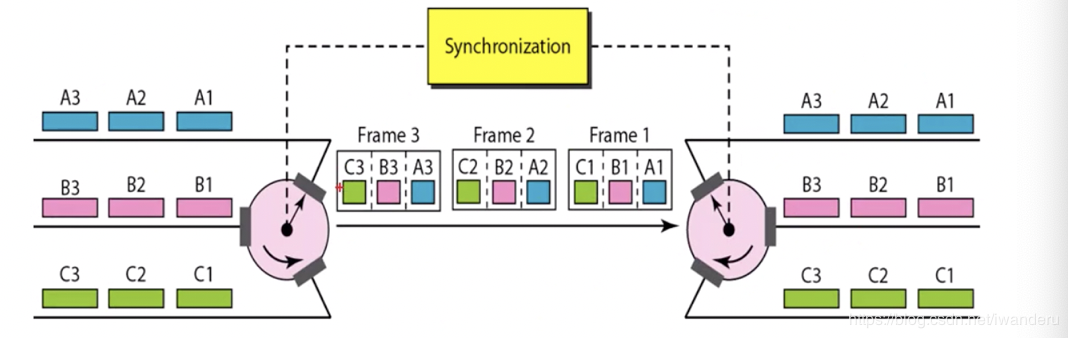 Synchronization
A3 A2 A1
A3 A2 A1
Frame 3 Frame 2 Frame 1
C3 B3 A3 C2 B2 A2 C1 B1 A1
B3 B2 B1
B3 B2 B1
C3 C2 C1
C3 C2 C1
https://blog.csdn.net/iwanderu